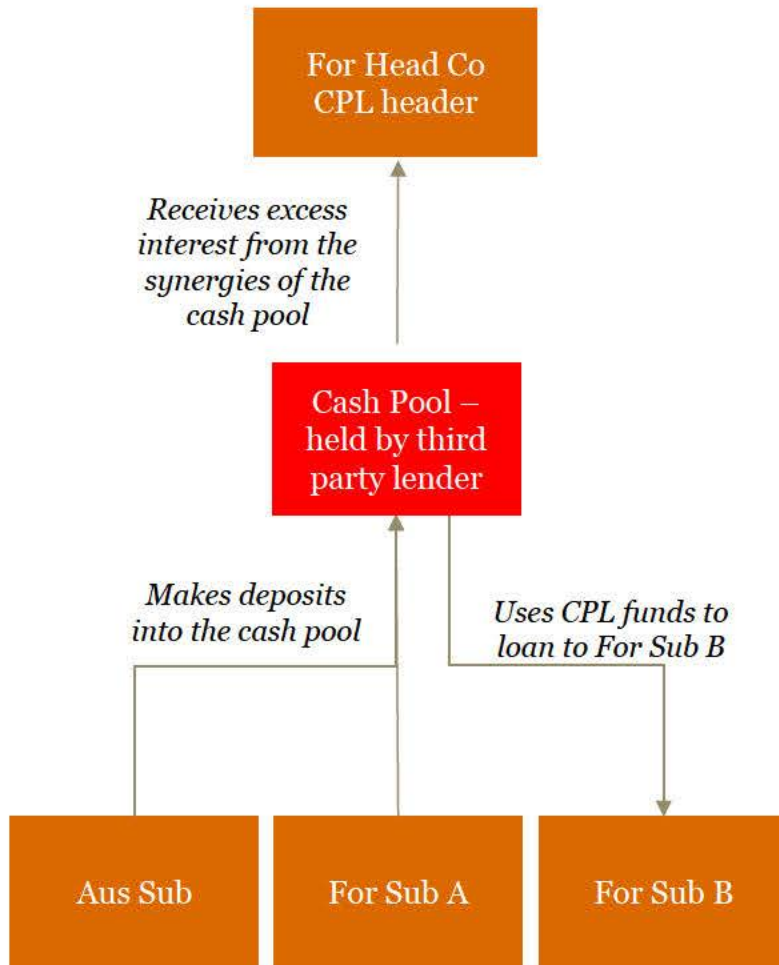 For Head Co
CPL header
Receives excess
interest from the
synergies of the
cash pool
Cash Pool –
held by third
party lender
Makes deposits
into the cash pool
Uses CPL funds to
loan to For Sub B
Aus Sub
For Sub A
For Sub B